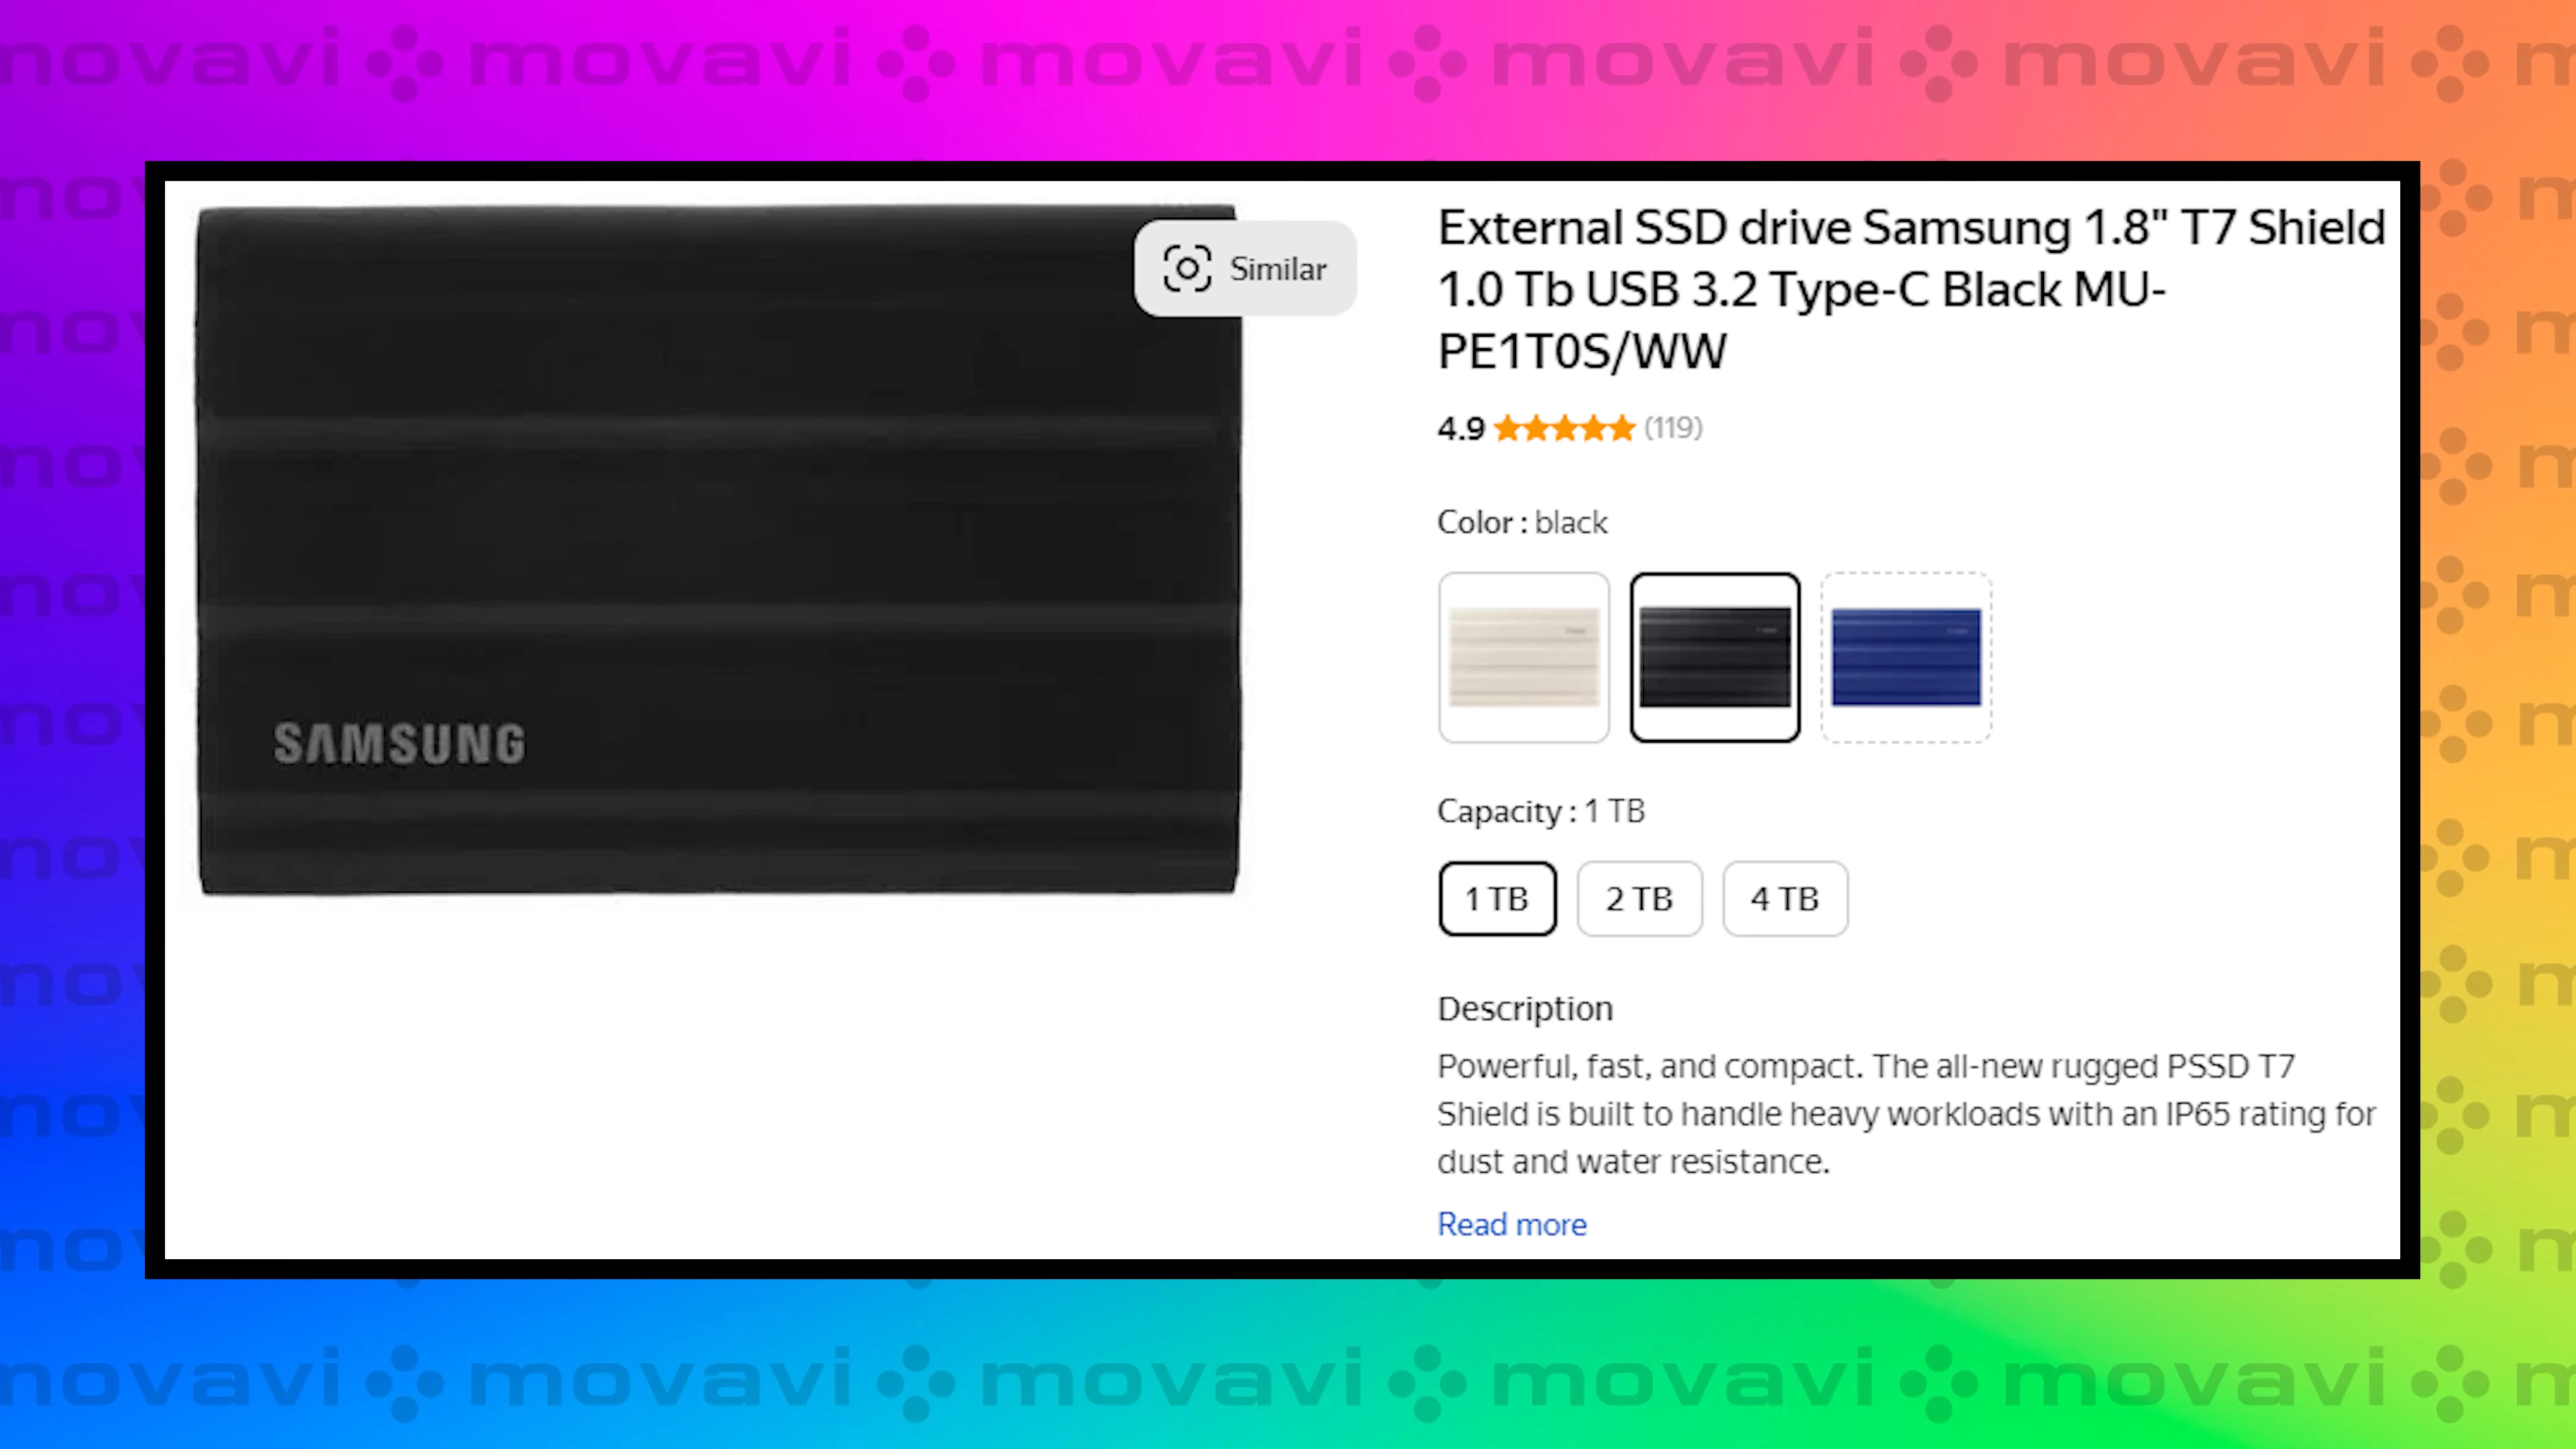 movavi movavi movavi movavi movavi
Similar
SAMSUNG
External SSD drive Samsung 1.8" T7 Shield
1.0 Tb USB 3.2 Type-C Black MU-
PE1T0S/WW
4.9 (119)
Color : black
Capacity : 1 TB
1 TB 2 TB 4 TB
Description
Powerful, fast, and compact. The all-new rugged PSSD T7
Shield is built to handle heavy workloads with an IP65 rating for
dust and water resistance.
Read more
movavi movavi movavi movavi movavi